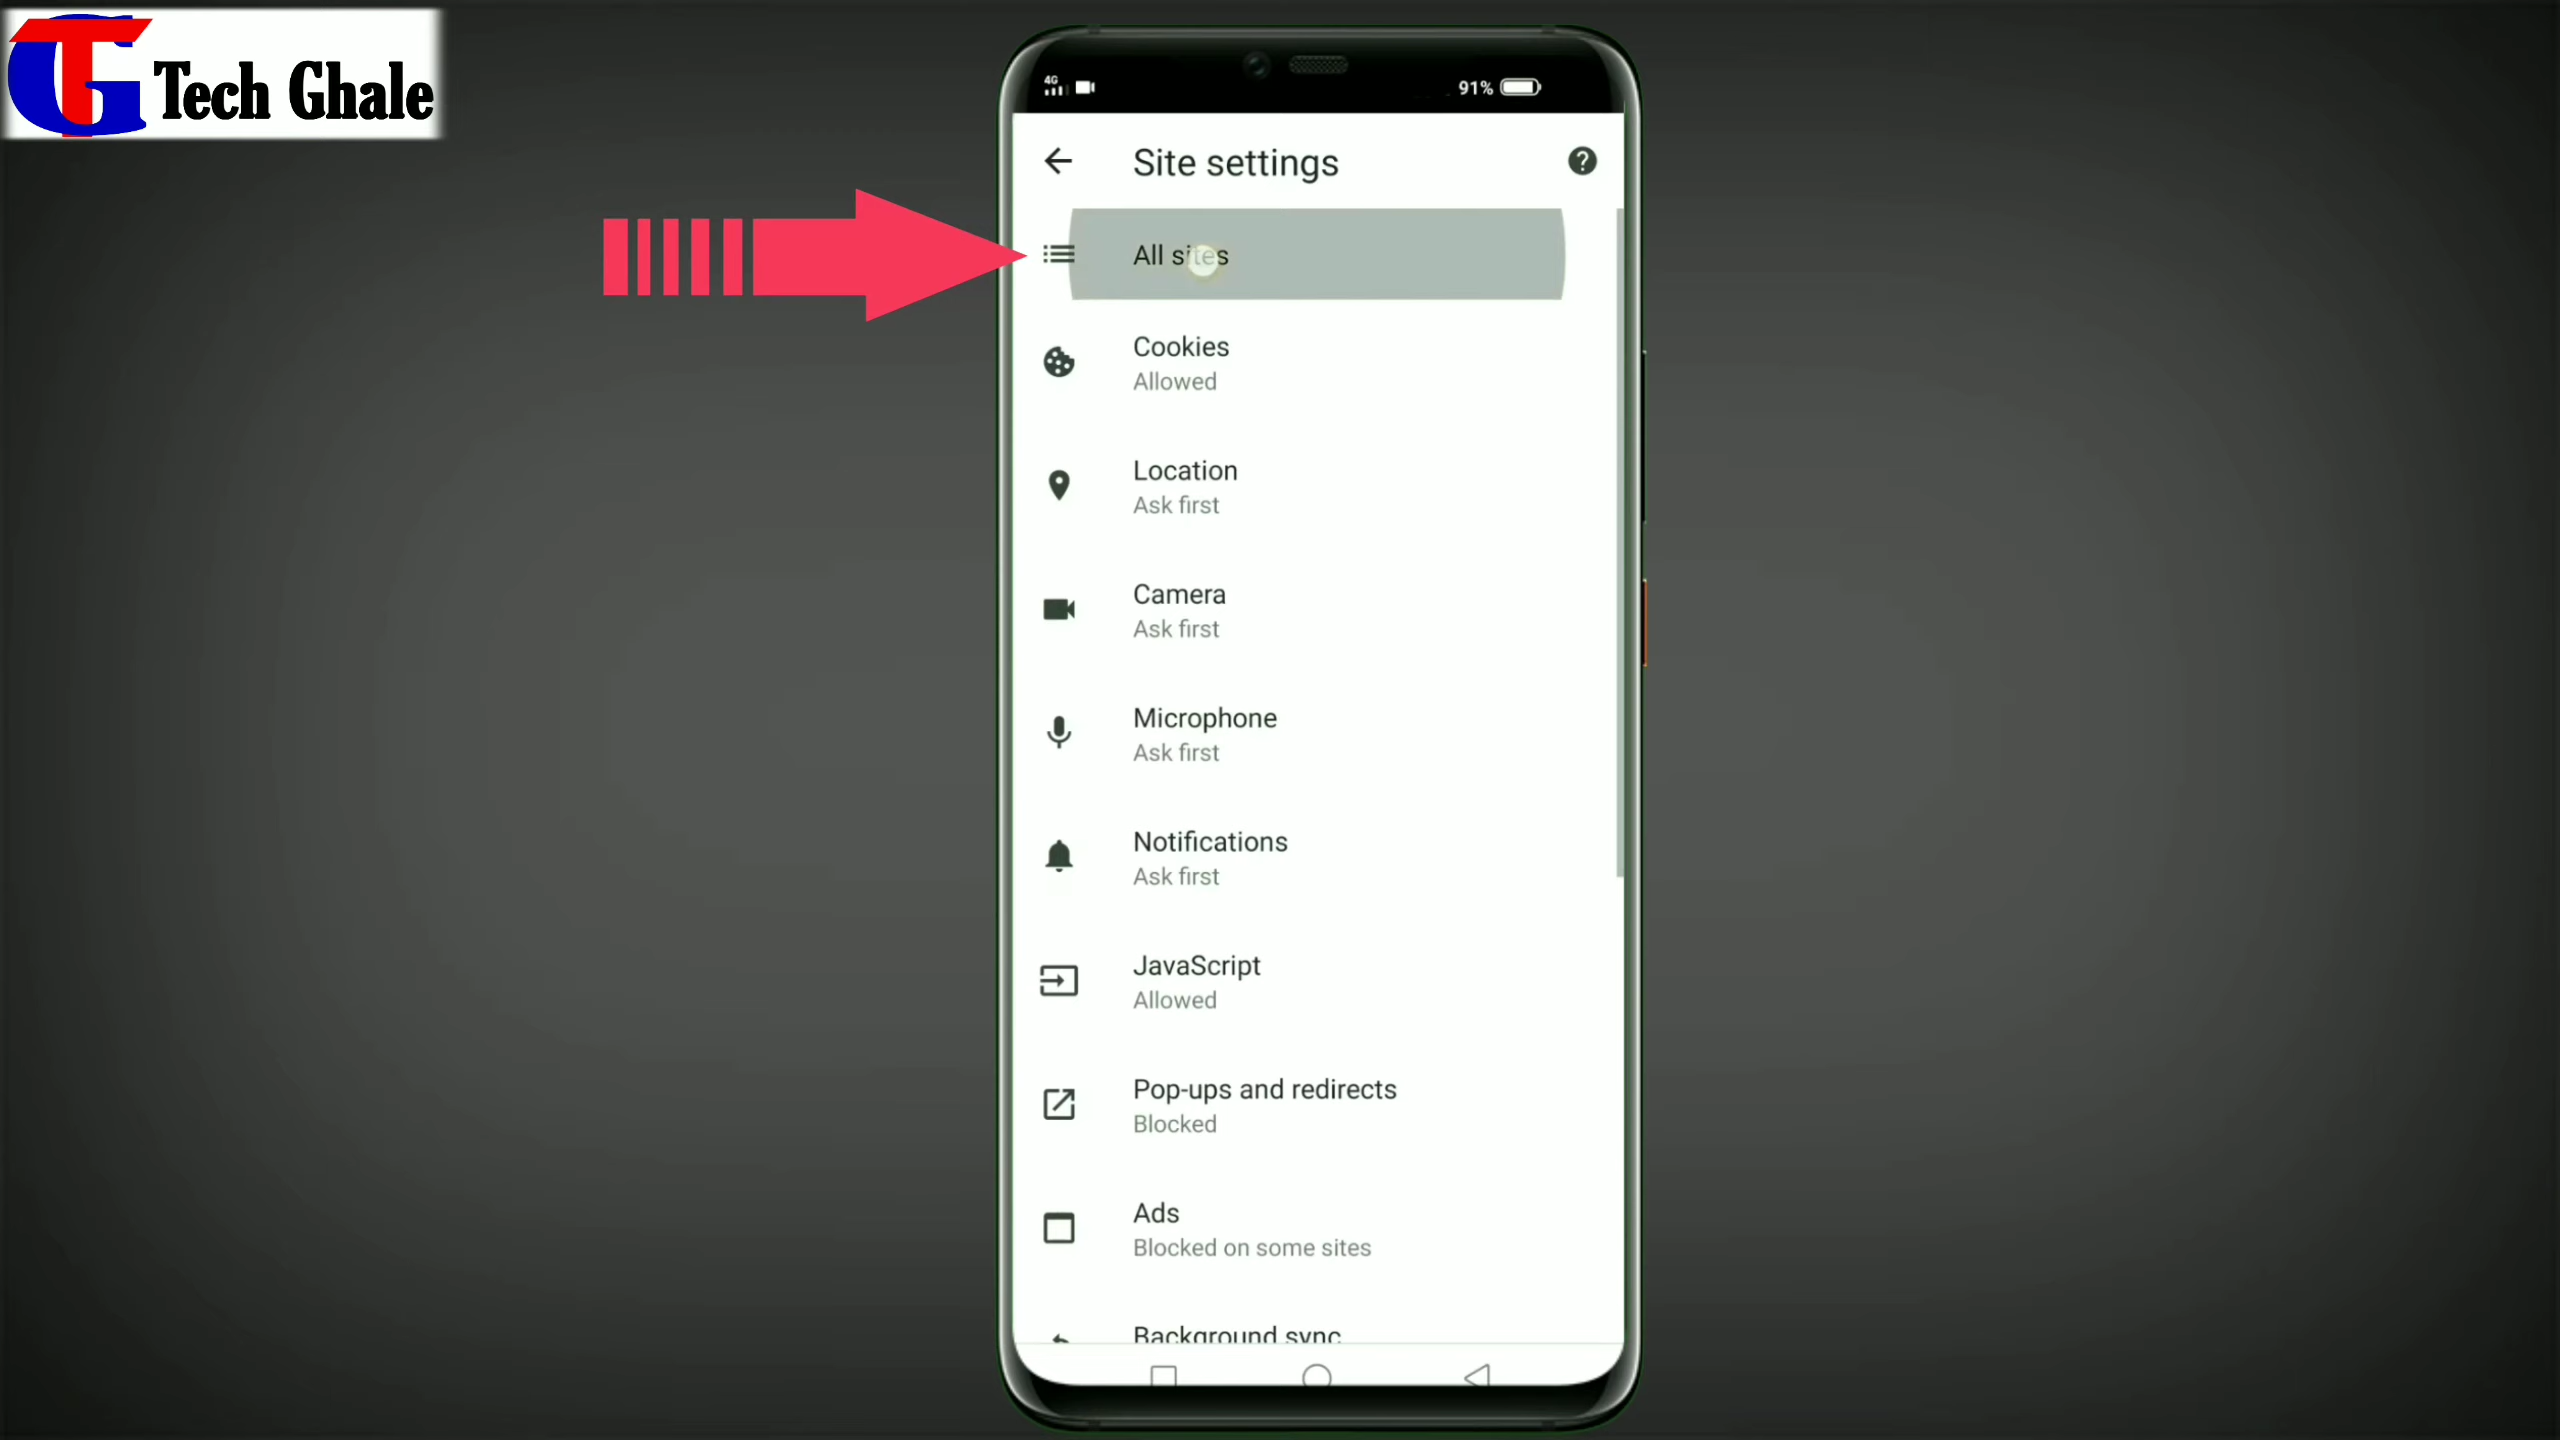 Tech Ghale
4G
91%
Site settings
All sites
Cookies
Allowed
Location
Ask first
Camera
Ask first
Microphone
Ask first
Notifications
Ask first
JavaScript
Allowed
Pop-ups and redirects
Blocked
Ads
Blocked on some sites
Background sync